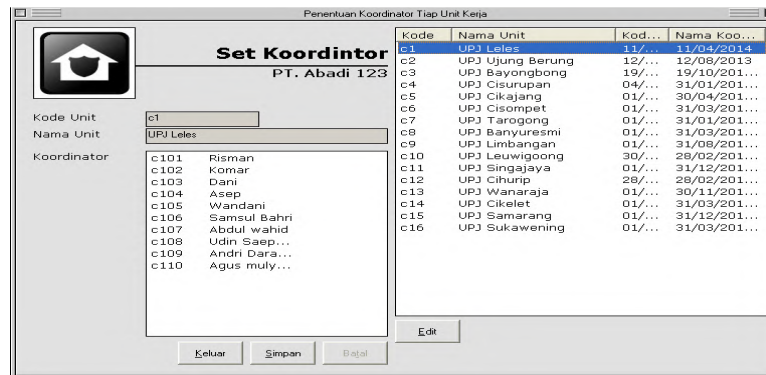 Penentuan Koordinator Tiap Unit Kerja
Set Koordintor
PT. Abadi 123
Kode Unit c1
Nama Unit UPJ Leles
Koordinator
c101 Risman
c102 Komar
c103 Dani
c104 Asep
c105 Wandani
c106 Samsul Bahri
c107 Abdul wahid
c108 Udin Saep...
c109 Andri Dara...
c110 Agus muly...
Keluar Simpan Batal
Kode Nama Unit Kod... Nama Koo...
c1 UPJ Leles 11/... 11/04/2014
c2 UPJ Ujung Berung 12/... 12/08/2013
c3 UPJ Bayongbong 19/... 19/10/201...
c4 UPJ Cisurupan 04/... 31/01/201...
c5 UPJ Cikajang 01/... 30/04/201...
c6 UPJ Cisompet 01/... 31/03/201...
c7 UPJ Tarogong 01/... 31/01/201...
c8 UPJ Banyuresmi 01/... 31/03/201...
c9 UPJ Limbangan 01/... 31/08/201...
c10 UPJ Leuwigoong 30/... 28/02/201...
c11 UPJ Singajaya 01/... 31/12/201...
c12 UPJ Cihurip 28/... 28/02/201...
c13 UPJ Wanaraja 01/... 30/11/201...
c14 UPJ Cikelet 01/... 31/03/201...
c15 UPJ Samarang 01/... 31/12/201...
c16 UPJ Sukawening 01/... 31/03/201...
Edit